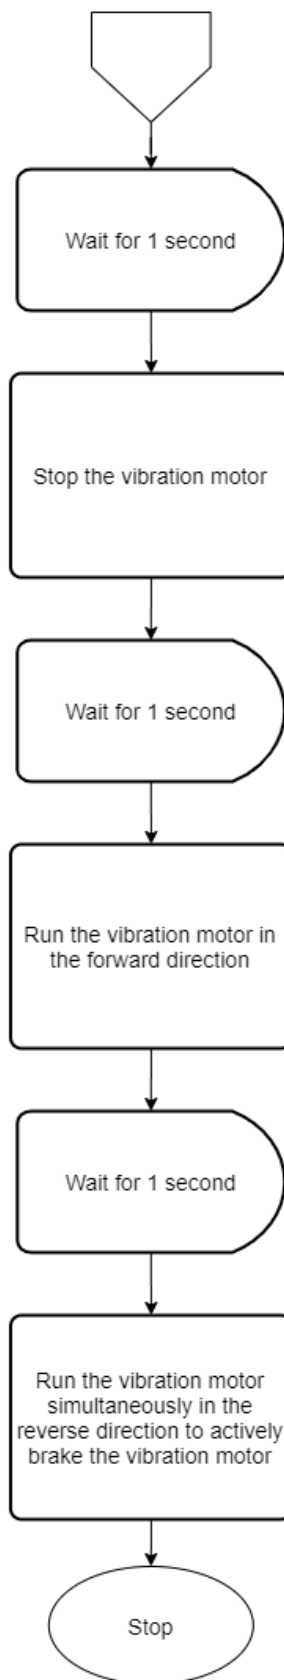 Wait for 1 second
Stop the vibration motor
Wait for 1 second
Run the vibration motor in
the forward direction
Wait for 1 second
Run the vibration motor
simultaneously in the
reverse direction to actively
brake the vibration motor
Stop